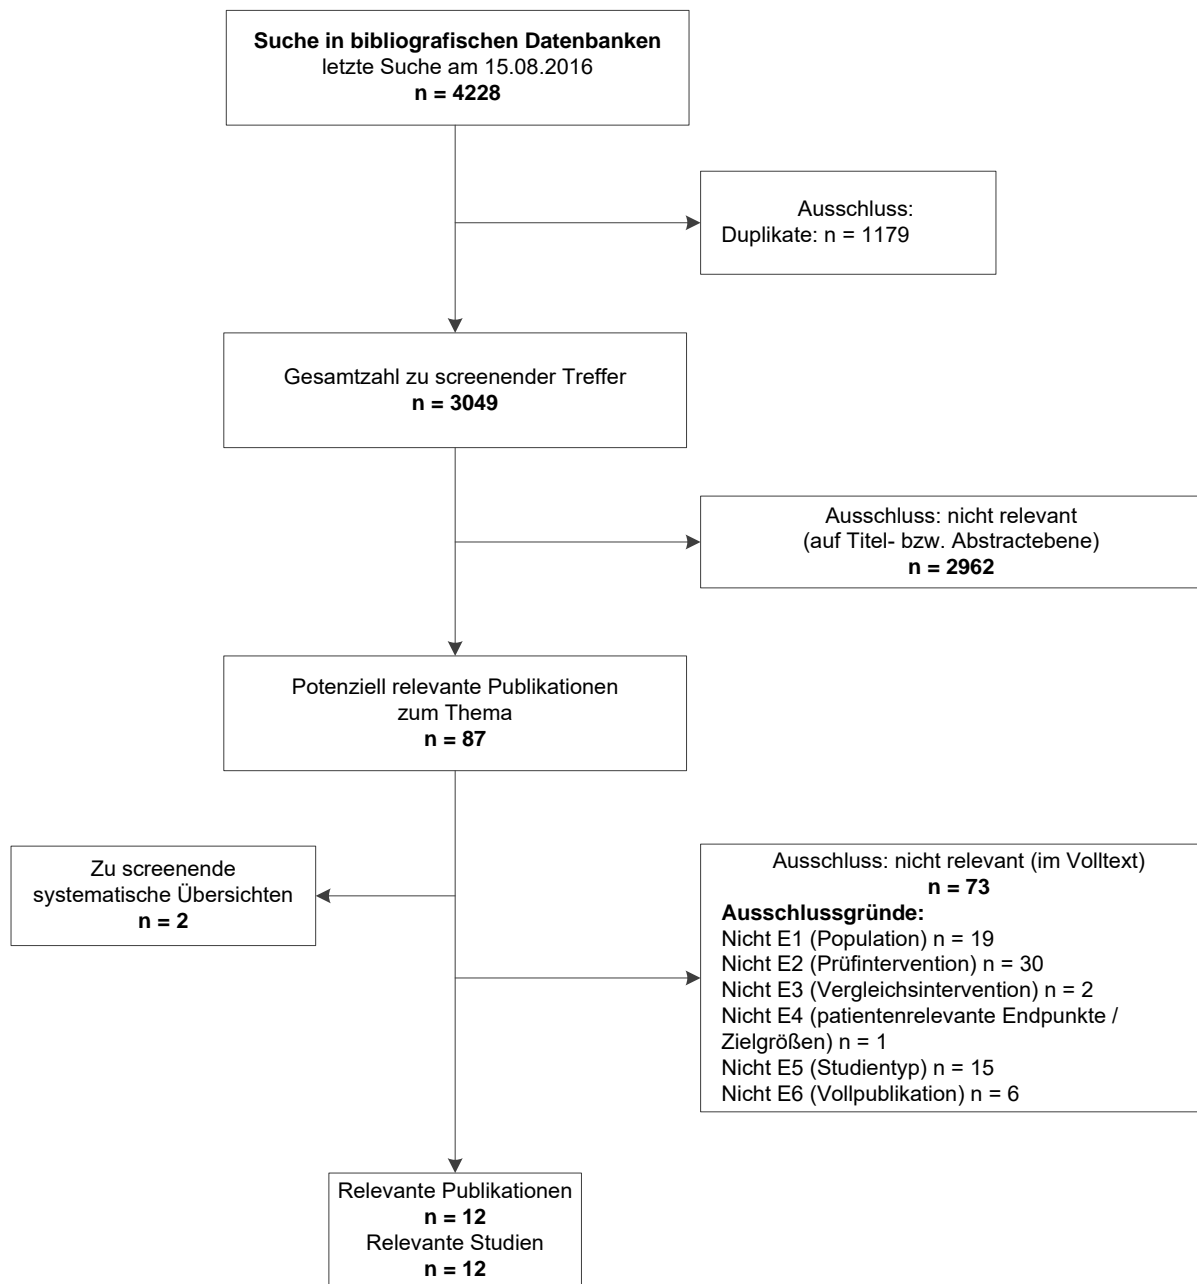 Suche in bibliografischen Datenbanken
letzte Suche am 15.08.2016
n = 4228
Ausschluss:
Duplikate: n = 1179
Gesamtzahl zu screenender Treffer
n = 3049
Ausschluss: nicht relevant
(auf Titel- bzw. Abstractebene)
n = 2962
Potenziell relevante Publikationen
zum Thema
n = 87
Zu screenende
systematische Übersichten
n = 2
Ausschluss: nicht relevant (im Volltext)
n = 73
Ausschlussgründe:
Nicht E1 (Population) n = 19
Nicht E2 (Prüfintervention) n = 30
Nicht E3 (Vergleichsintervention) n = 2
Nicht E4 (patientenrelevante Endpunkte /
Zielgrößen) n = 1
Nicht E5 (Studientyp) n = 15
Nicht E6 (Vollpublikation) n = 6
Relevante Publikationen
n = 12
Relevante Studien
n = 12